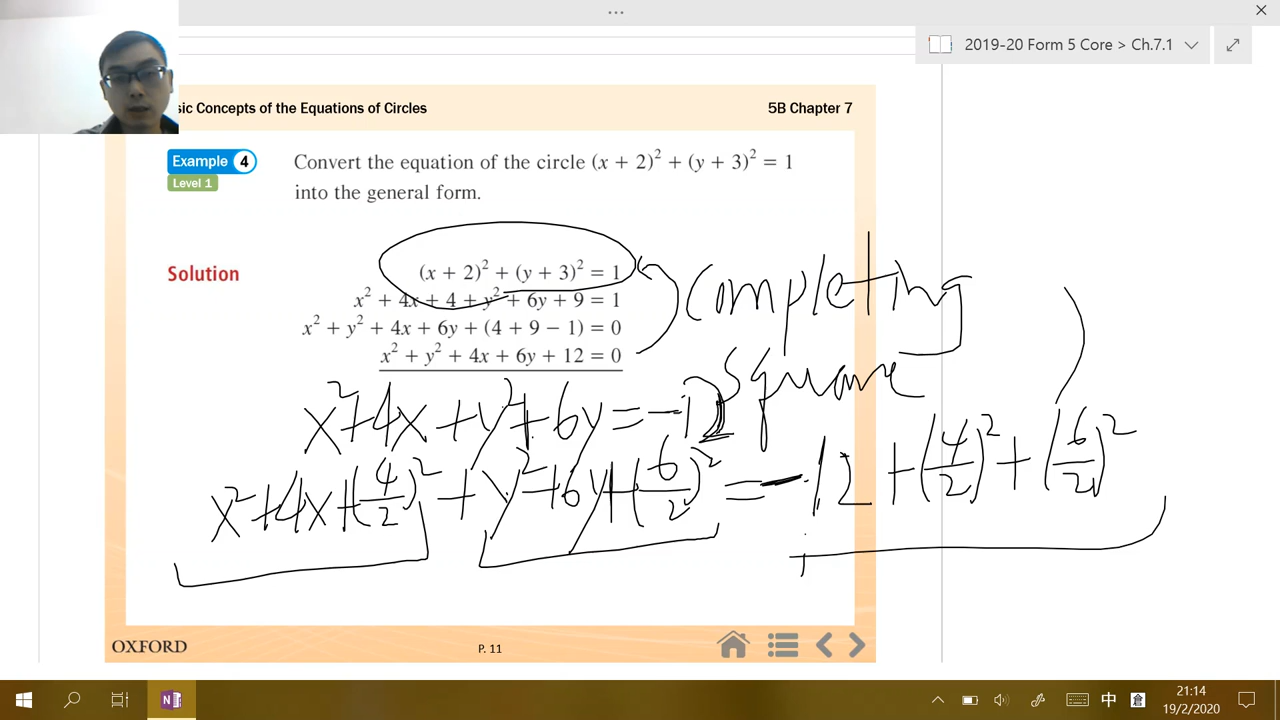 2019-20 Form 5 Core > Ch.7.1
sic Concepts of the Equations of Circles
5B Chapter 7
Example 4
Level 1
Convert the equation of the circle (x + 2)² + (y + 3)² = 1
into the general form.
Solution
(x + 2)² + (y + 3)² = 1
x² + 4x + 4 + y² + 6y + 9 = 1
x² + y² + 4x + 6y + (4 + 9 − 1) = 0
x² + y² + 4x + 6y + 12 = 0
completing
square
x²+4x+y²+6y=-12
x²+4x+(4/2)²+y²+6y+(6/2)²=-12+(4/2)²+(6/2)²
OXFORD
P. 11
中
倉
21:14
19/2/2020